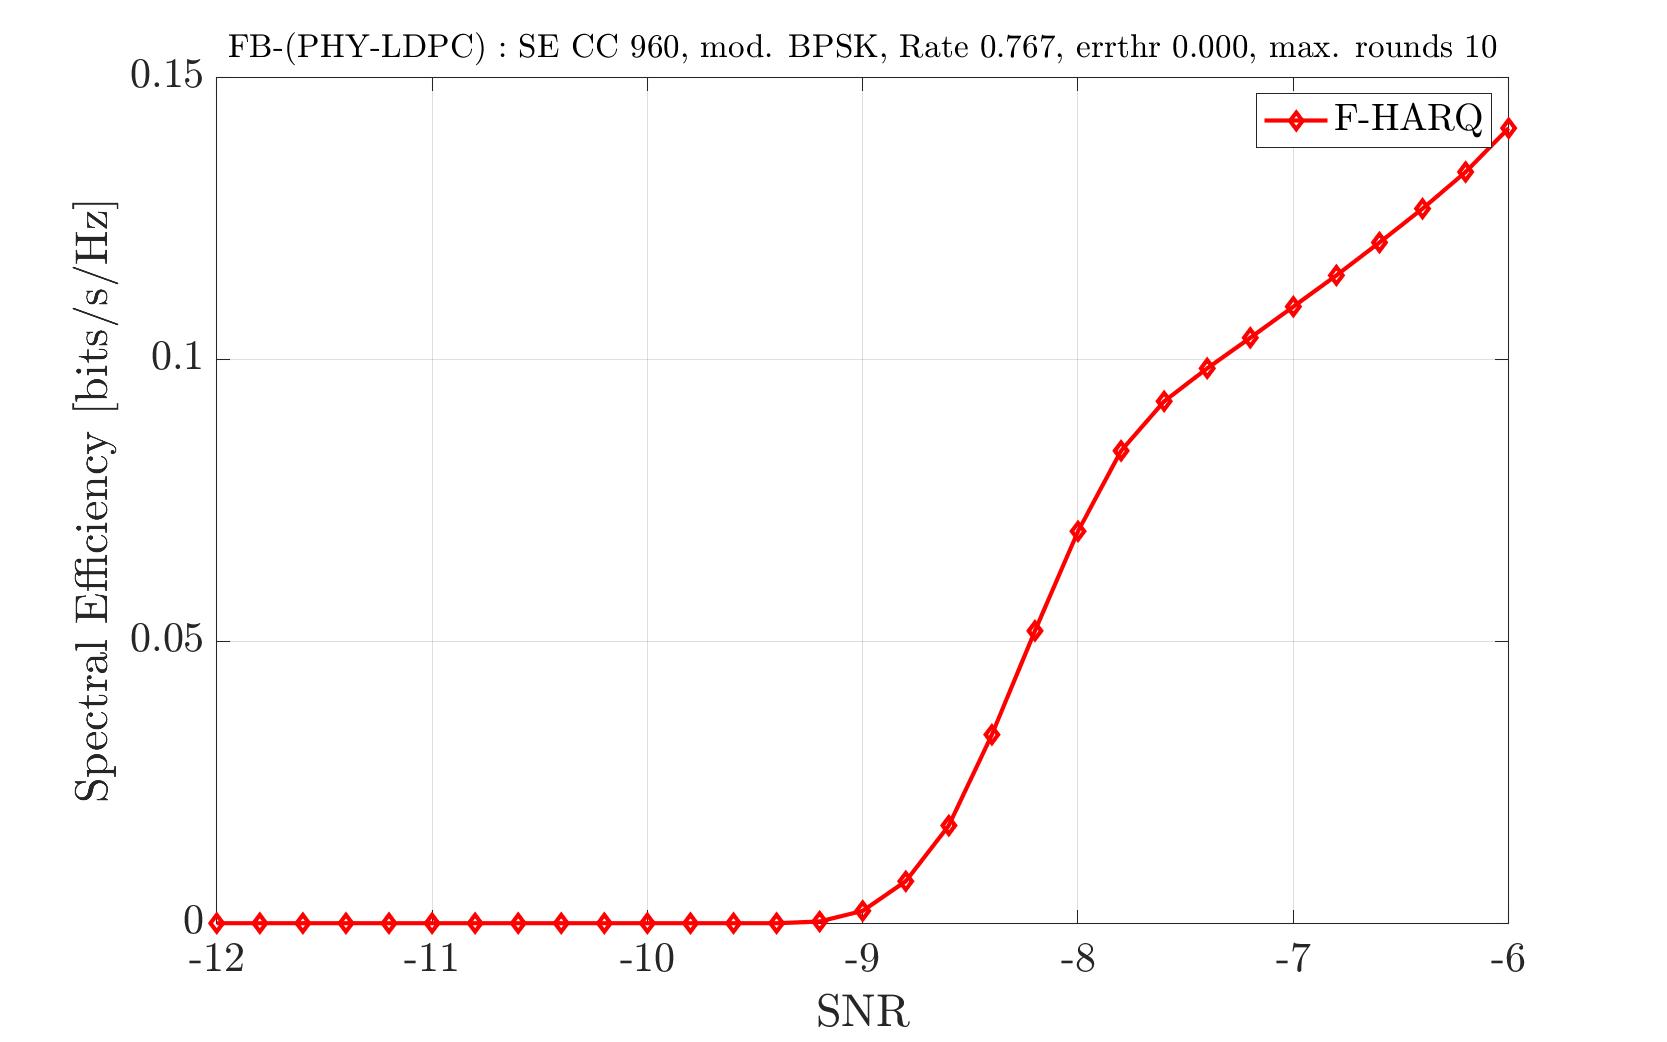 FB-(PHY-LDPC) : SE CC 960, mod. BPSK, Rate 0.767, errthr 0.000, max. rounds 10
F-HARQ
Spectral Efficiency [bits/s/Hz]
0.15
0.1
0.05
0
-12 -11 -10 -9 -8 -7 -6
SNR